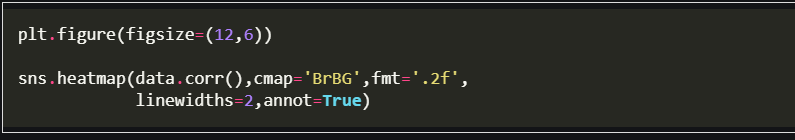 plt.figure(figsize=(12,6))
sns.heatmap(data.corr(),cmap='BrBG',fmt='.2f',
linewidths=2,annot=True)